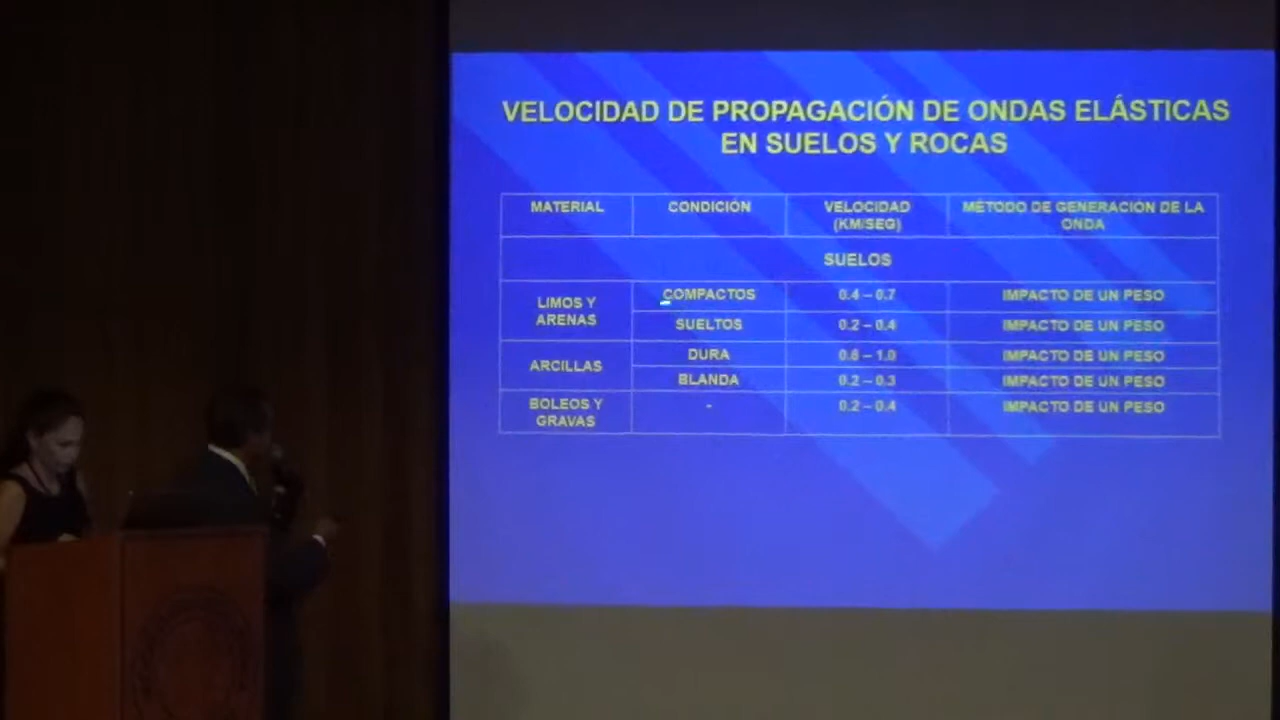 VELOCIDAD DE PROPAGACIÓN DE ONDAS ELÁSTICAS
EN SUELOS Y ROCAS
MATERIAL CONDICIÓN VELOCIDAD (KM/SEG) MÉTODO DE GENERACIÓN DE LA ONDA
SUELOS
LIMOS Y ARENAS COMPACTOS 0.4 – 0.7 IMPACTO DE UN PESO
SUELTOS 0.2 – 0.4 IMPACTO DE UN PESO
ARCILLAS DURA 0.6 – 1.0 IMPACTO DE UN PESO
BLANDA 0.2 – 0.3 IMPACTO DE UN PESO
BOLEOS Y GRAVAS - 0.2 – 0.4 IMPACTO DE UN PESO